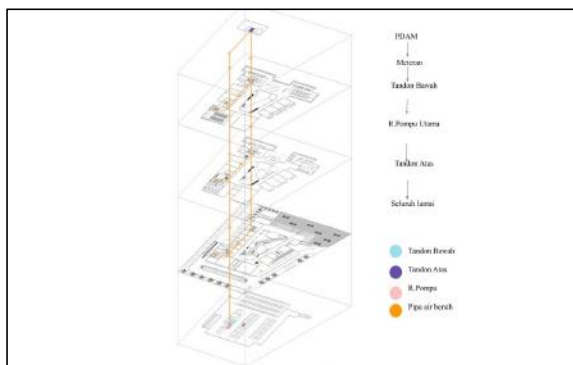 PDAM
Meteran
Tandon Bawah
R.Pompa Utama
Tandon Atas
Seluruh lantai
Tandon Bawah
Tandon Atas
R.Pompa
Pipa air bersih